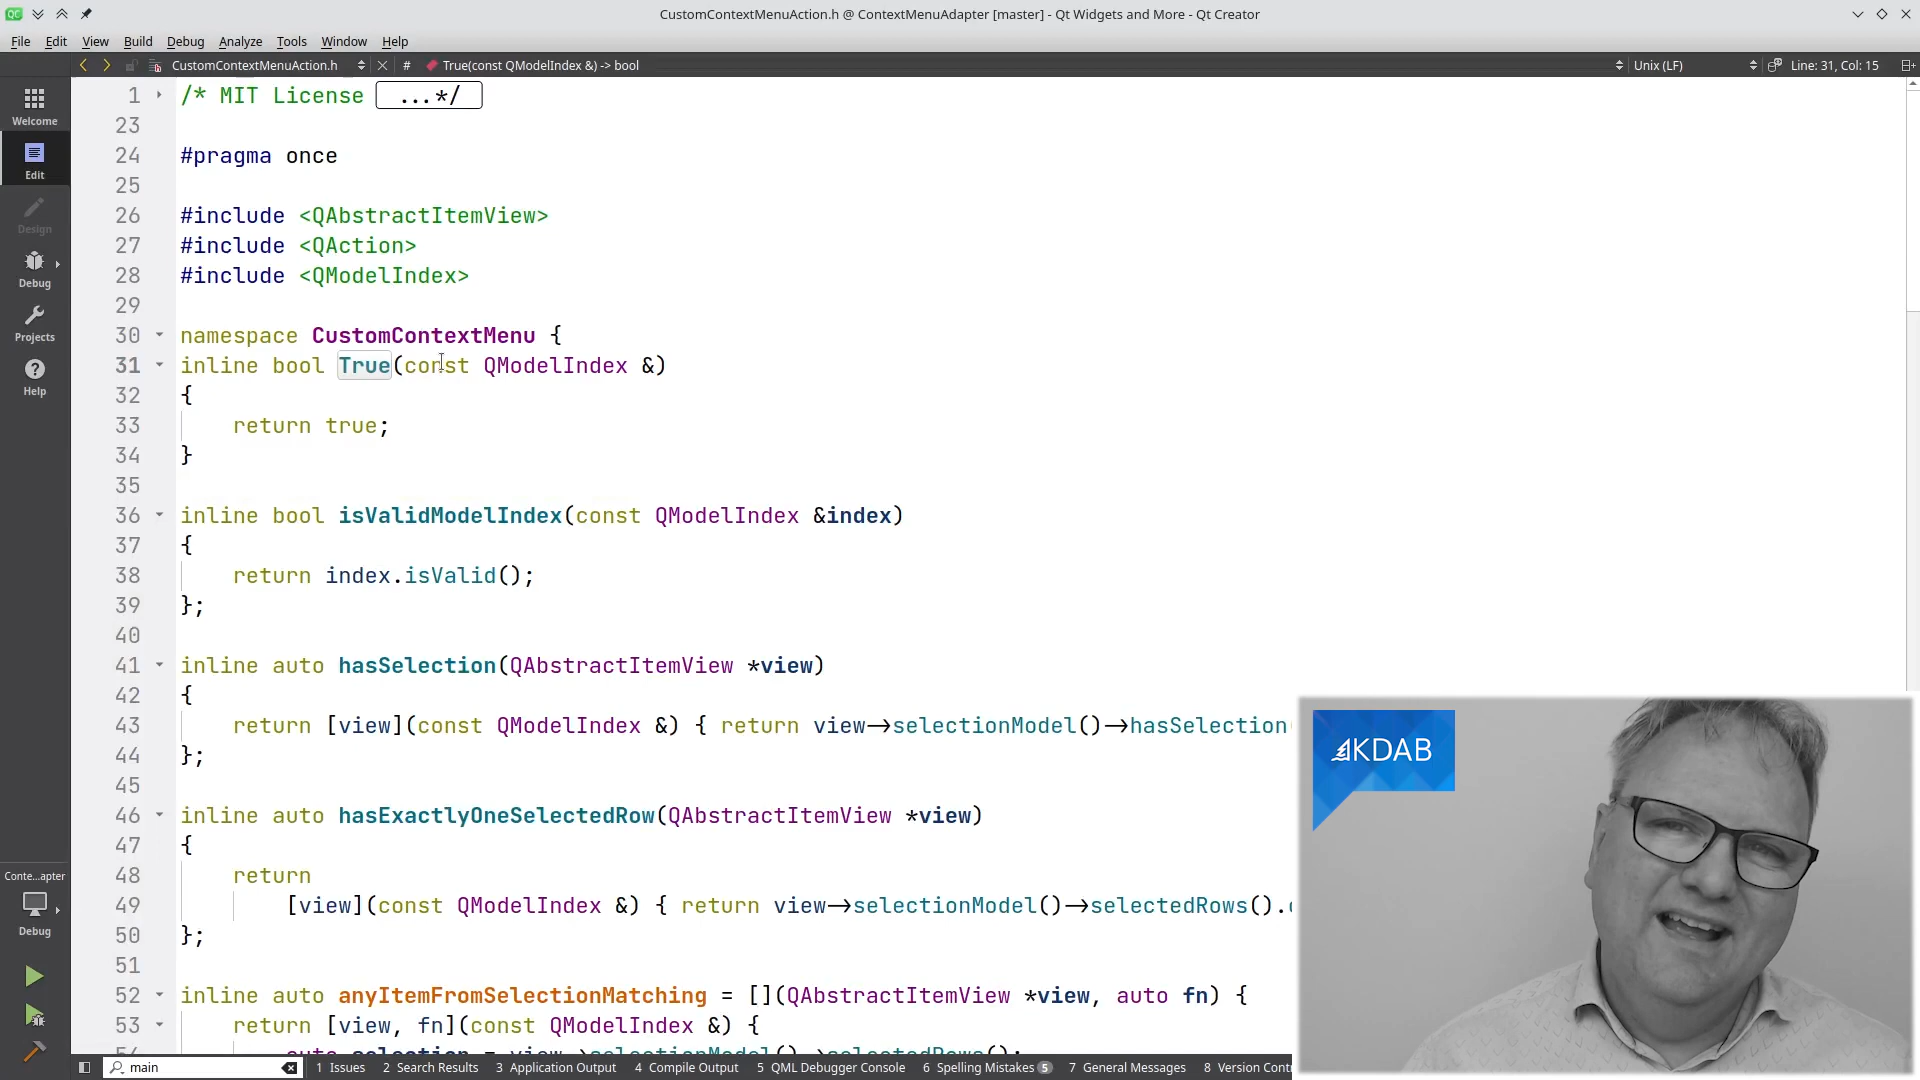 CustomContextMenuAction.h @ ContextMenuAdapter [master] - Qt Widgets and More - Qt Creator
File Edit View Build Debug Analyze Tools Window Help
CustomContextMenuAction.h # True(const QModelIndex &) -> bool Unix (LF) Line: 31, Col: 15
Welcome
Edit
Design
Debug
Projects
Help
Conte...apter
Debug
1 /* MIT License ...*/
23
24 #pragma once
25
26 #include <QAbstractItemView>
27 #include <QAction>
28 #include <QModelIndex>
29
30 namespace CustomContextMenu {
31 inline bool True(const QModelIndex &)
32 {
33 return true;
34 }
35
36 inline bool isValidModelIndex(const QModelIndex &index)
37 {
38 return index.isValid();
39 };
40
41 inline auto hasSelection(QAbstractItemView *view)
42 {
43 return [view](const QModelIndex &) { return view->selectionModel()->hasSelection(
44 };
45
46 inline auto hasExactlyOneSelectedRow(QAbstractItemView *view)
47 {
48 return
49 [view](const QModelIndex &) { return view->selectionModel()->selectedRows().
50 };
51
52 inline auto anyItemFromSelectionMatching = [](QAbstractItemView *view, auto fn) {
53 return [view, fn](const QModelIndex &) {
54 auto selection = view->selectionModel()->selectedRows();
KDAB
main 1 Issues 2 Search Results 3 Application Output 4 Compile Output 5 QML Debugger Console 6 Spelling Mistakes 5 7 General Messages 8 Version Cont